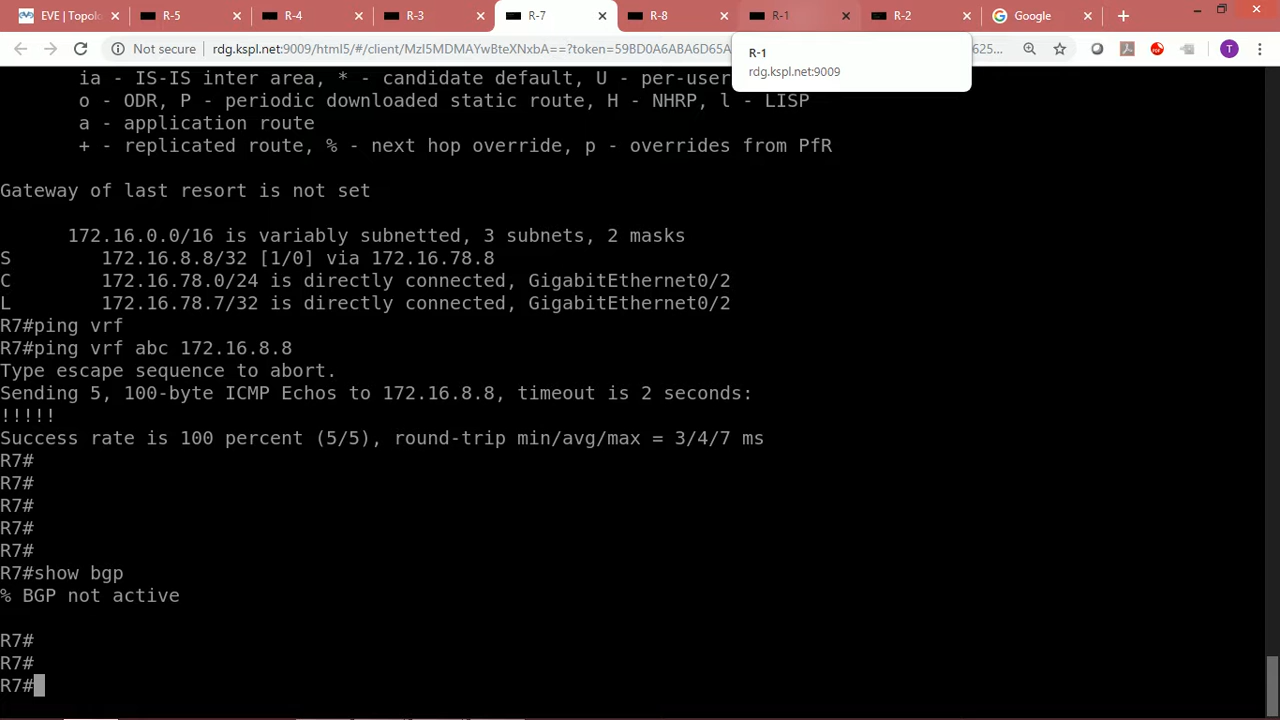 EVE | Topolo
R-5
R-4
R-3
R-7
R-8
R-1
R-2
Google
Not secure
rdg.kspl.net:9009/html5/#/client/MzI5MDMAYwBteXNxbA==?token=59BD0A6ABA6D65A
625...
R-1
rdg.kspl.net:9009
ia - IS-IS inter area, * - candidate default, U - per-user
o - ODR, P - periodic downloaded static route, H - NHRP, l - LISP
a - application route
+ - replicated route, % - next hop override, p - overrides from PfR
Gateway of last resort is not set
172.16.0.0/16 is variably subnetted, 3 subnets, 2 masks
S 172.16.8.8/32 [1/0] via 172.16.78.8
C 172.16.78.0/24 is directly connected, GigabitEthernet0/2
L 172.16.78.7/32 is directly connected, GigabitEthernet0/2
R7#ping vrf
R7#ping vrf abc 172.16.8.8
Type escape sequence to abort.
Sending 5, 100-byte ICMP Echos to 172.16.8.8, timeout is 2 seconds:
!!!!!
Success rate is 100 percent (5/5), round-trip min/avg/max = 3/4/7 ms
R7#
R7#
R7#
R7#
R7#
R7#show bgp
% BGP not active
R7#
R7#
R7#